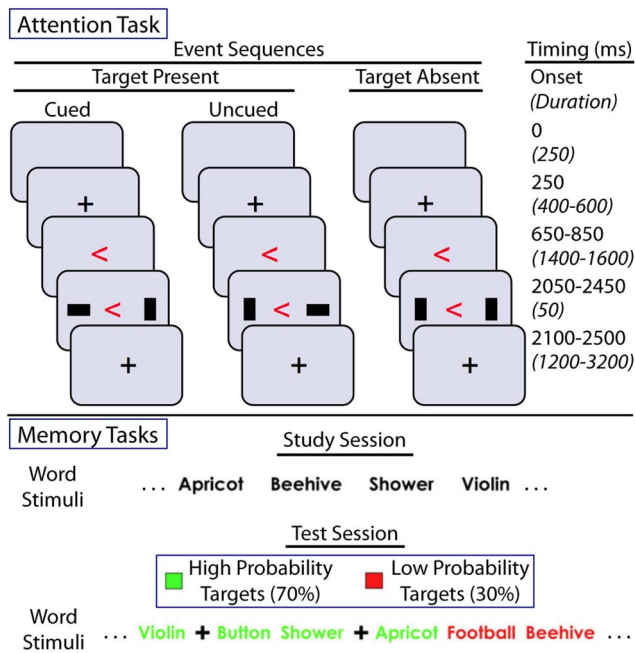 Attention Task
Event Sequences
Timing (ms)
Target Present
Target Absent
Onset
(Duration)
Cued
Uncued
0
(250)
+
+
+
250
(400-600)
<
<
<
650-850
(1400-1600)
<
<
<
2050-2450
(50)
+
+
+
2100-2500
(1200-3200)
Memory Tasks
Study Session
Word
Stimuli
... Apricot Beehive Shower Violin ...
Test Session
High Probability
Targets (70%)
Low Probability
Targets (30%)
Word
Stimuli
... Violin + Button Shower + Apricot Football Beehive ...